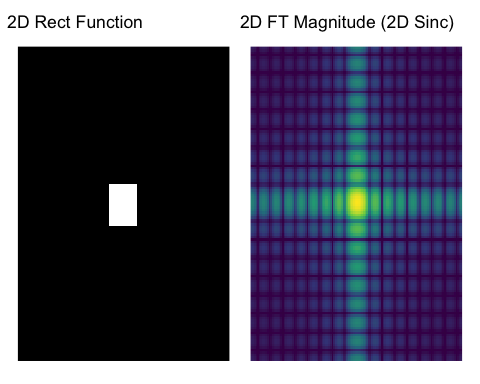 2D Rect Function
2D FT Magnitude (2D Sinc)